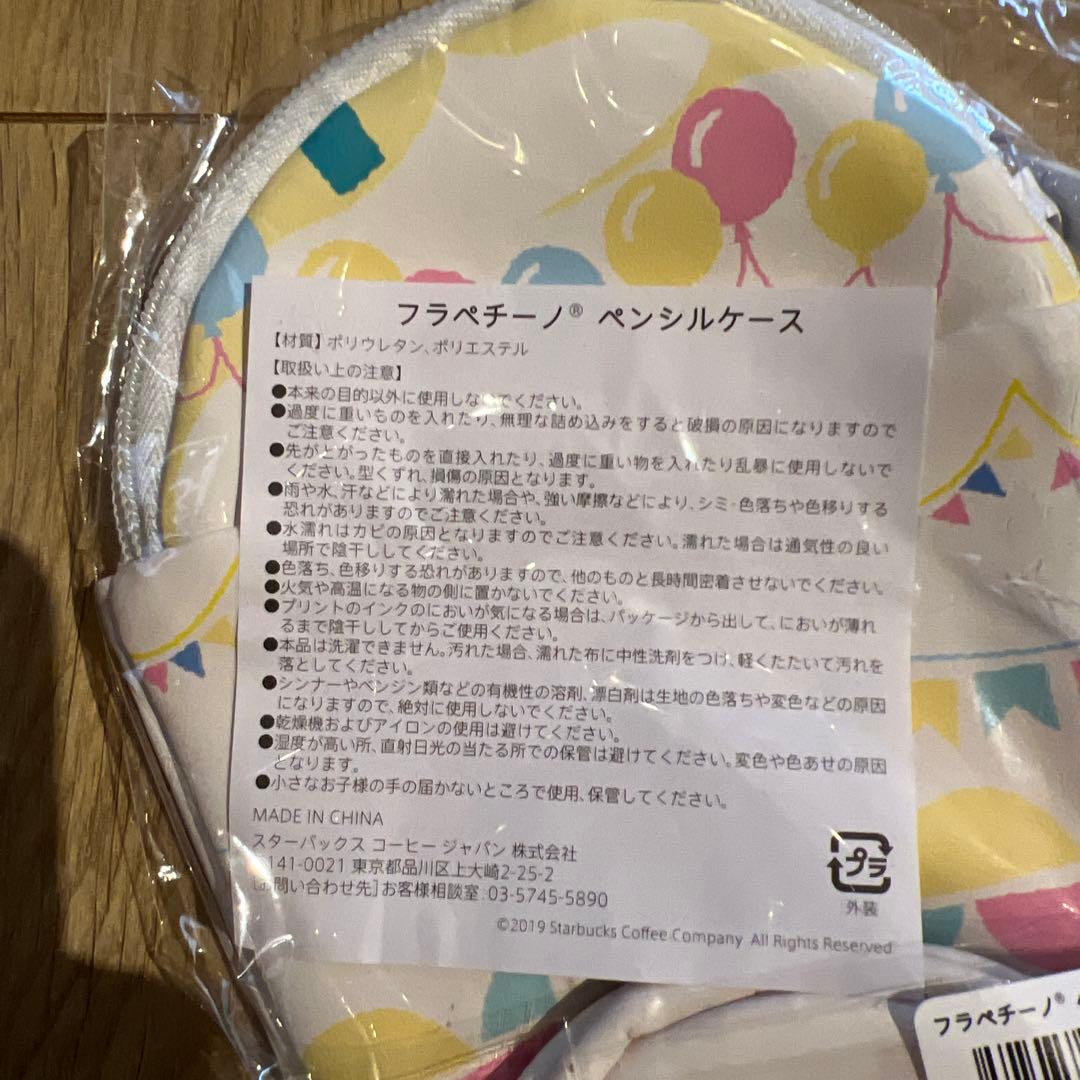 フラペチーノ® ペンシルケース
【材質】ポリウレタン、ポリエステル
【取扱い上の注意】
●本来の目的以外に使用しないでください。
●過度に重いものを入れたり、無理な詰め込みをすると破損の原因になりますので
ご注意ください。
●先が上がったものを直接入れたり、過度に重い物を入れたり乱暴に使用しないで
ください。型くずれ、損傷の原因となります。
●雨や水、汗などにより濡れた場合や、強い摩擦などにより、シミ・色落ちや色移りする
恐れがありますのでご注意ください。
●水濡れはカビの原因となりますのでご注意ください。濡れた場合は通気性の良い
場所で陰干ししてください。
●色落ち、色移りする恐れがありますので、他のものと長時間密着させないでください。
●火気や高温になる物の側に置かないでください。
●プリントのインクのにおいが気になる場合は、パッケージから出して、においが薄れ
るまで陰干ししてからご使用ください。
●本品は洗濯できません。汚れた場合、濡れた布に中性洗剤をつけ、軽くたたいて汚れを
落としてください。
●シンナーやベンジン類などの有機性の溶剤、漂白剤は生地の色落ちや変色などの原因
になりますので、絶対に使用しないでください。
●乾燥機およびアイロンの使用は避けてください。
●湿度が高い所、直射日光の当たる所での保管は避けてください。変色や色あせの原因
となります。
●小さなお子様の手の届かないところで使用、保管してください。
MADE IN CHINA
スターバックス コーヒー ジャパン 株式会社
141-0021 東京都品川区上大崎2-25-2
[お問い合わせ先]お客様相談室:03-5745-5890
プラ
外装
©2019 Starbucks Coffee Company All Rights Reserved
フラペチーノ®